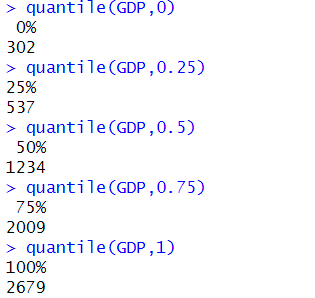 > quantile(GDP,0)
0%
302
> quantile(GDP,0.25)
25%
537
> quantile(GDP,0.5)
50%
1234
> quantile(GDP,0.75)
75%
2009
> quantile(GDP,1)
100%
2679